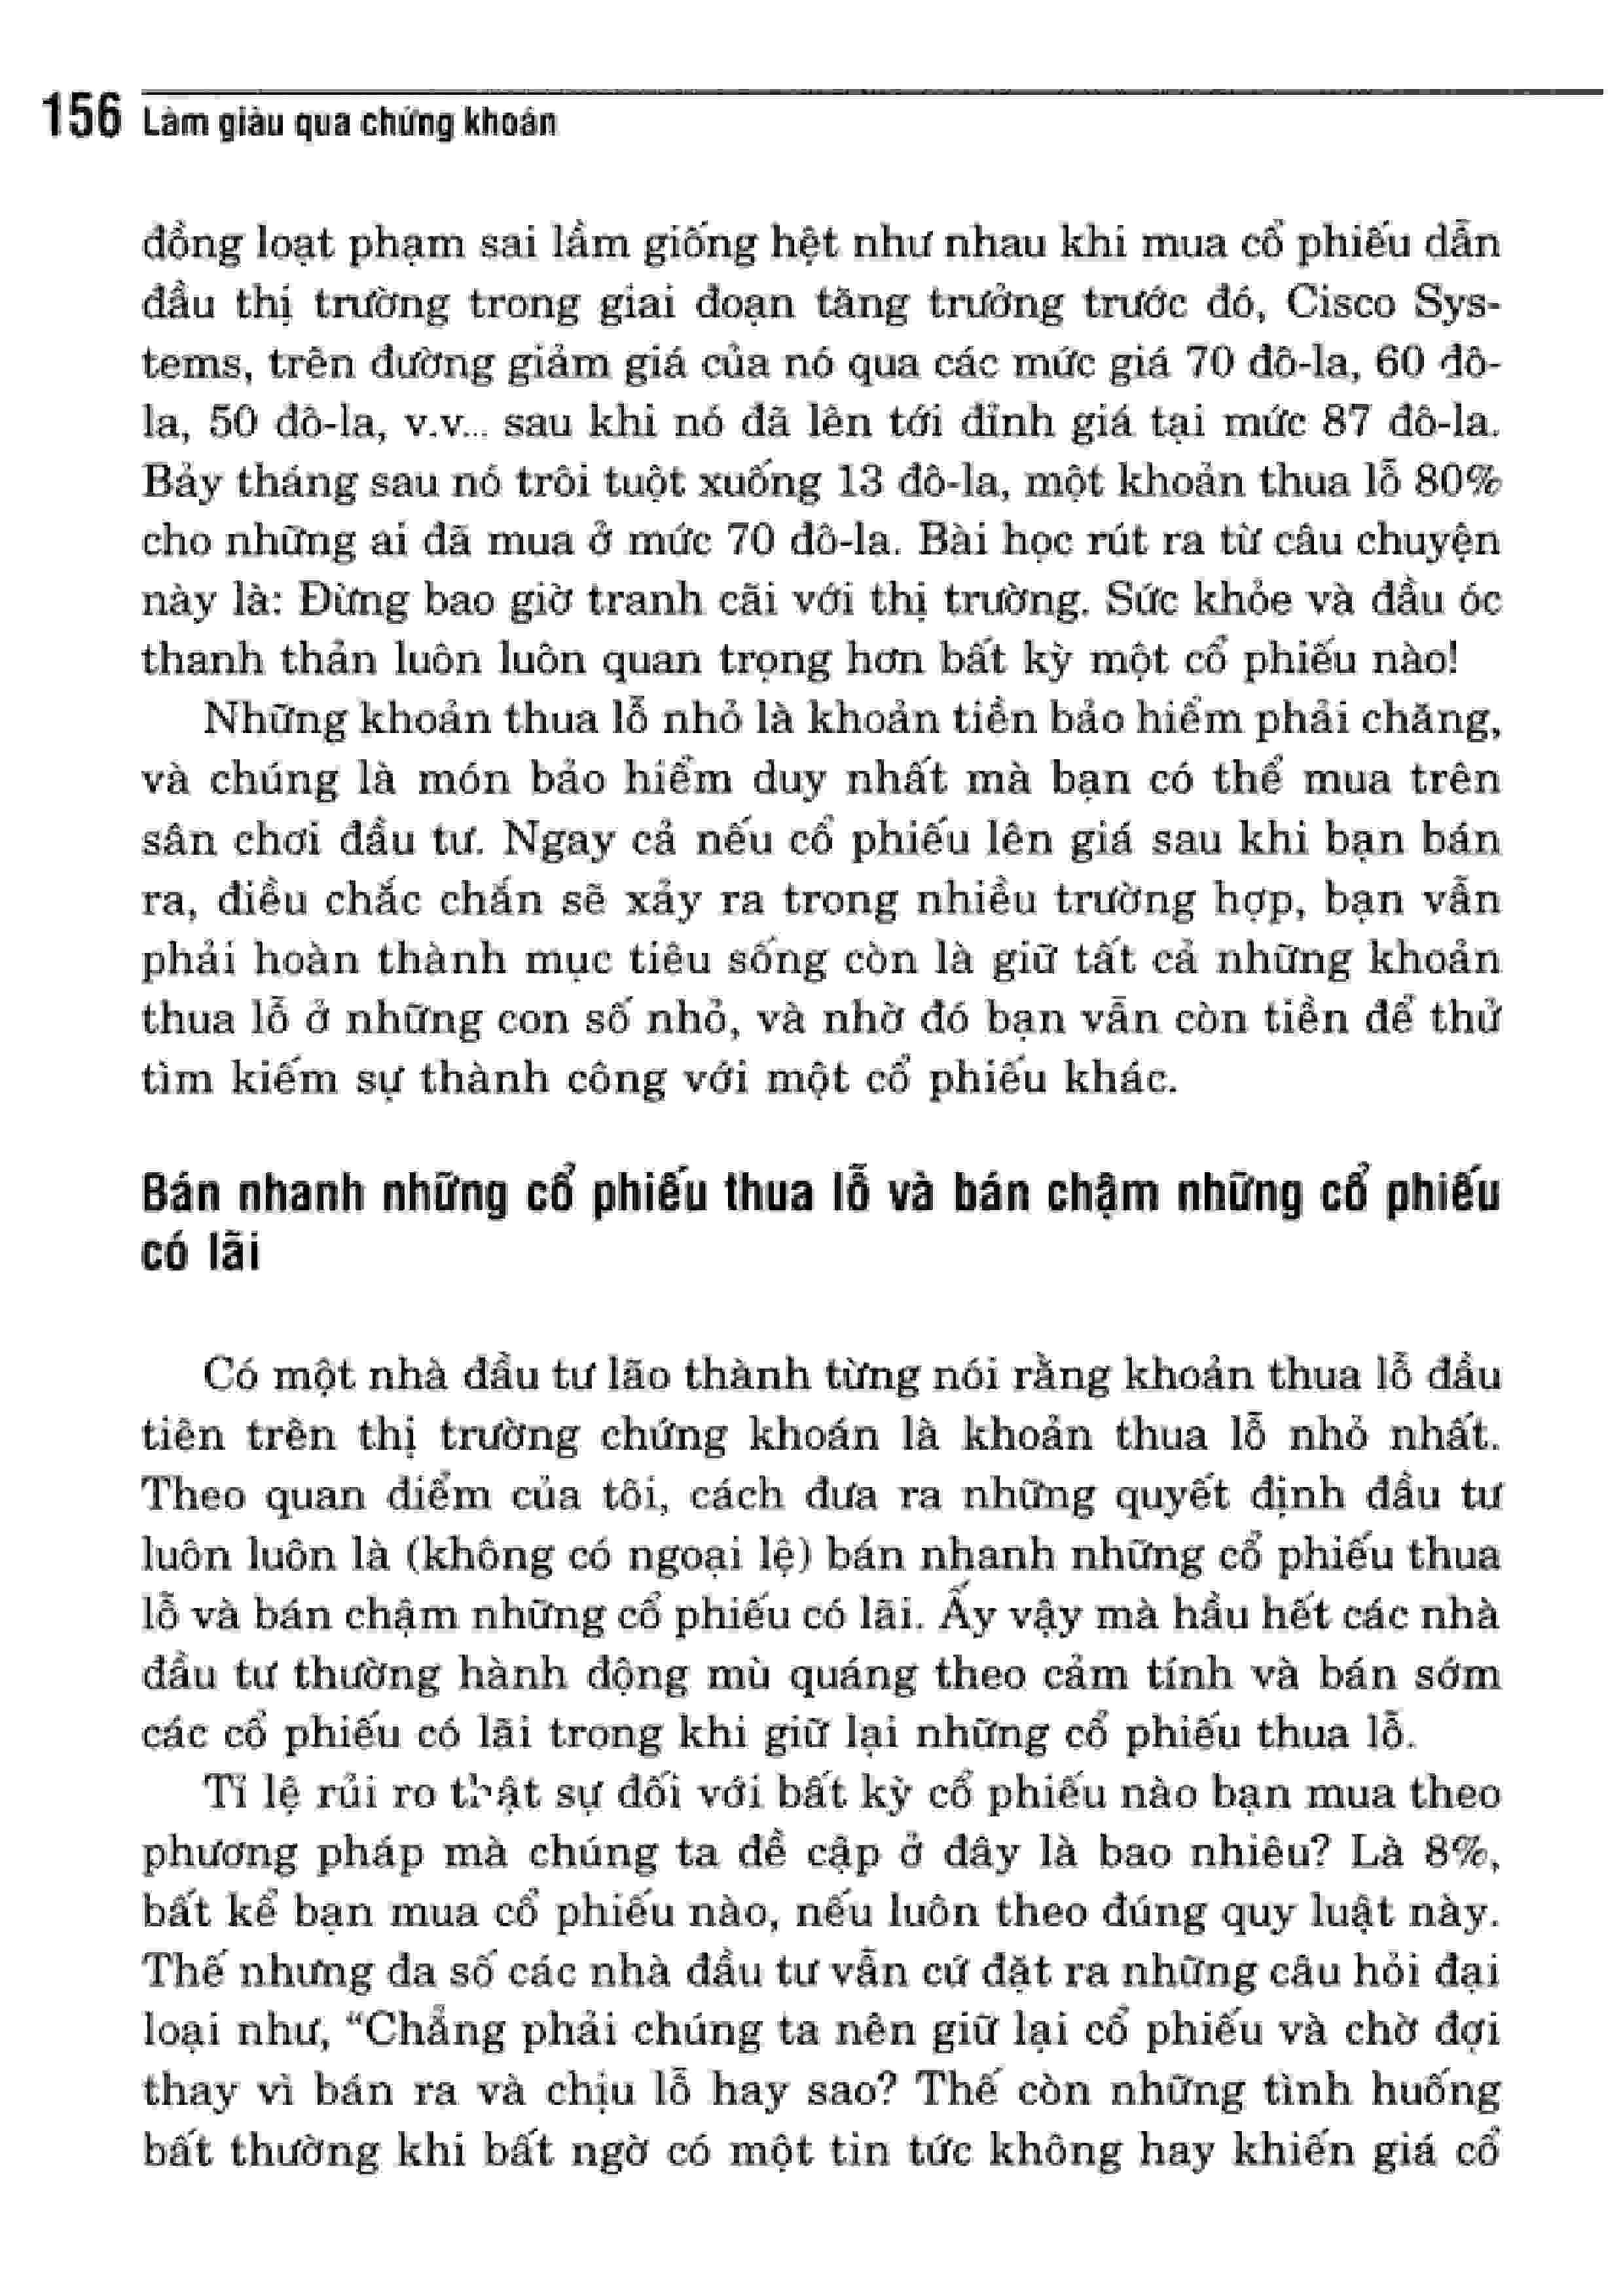 156 Làm giàu qua chứng khoán
đồng loạt phạm sai lầm giống hệt như nhau khi mua cổ phiếu dẫn
đầu thị trường trong giai đoạn tăng trưởng trước đó, Cisco Sys-
tems, trên đường giảm giá của nó qua các mức giá 70 đô-la, 60 đô-
la, 50 đô-la, v.v... sau khi nó đã lên tới đỉnh giá tại mức 87 đô-la.
Bảy tháng sau nó trôi tuột xuống 13 đô-la, một khoản thua lỗ 80%
cho những ai đã mua ở mức 70 đô-la. Bài học rút ra từ câu chuyện
này là: Đừng bao giờ tranh cãi với thị trường. Sức khỏe và đầu óc
thanh thản luôn luôn quan trọng hơn bất kỳ một cổ phiếu nào!
Những khoản thua lỗ nhỏ là khoản tiền bảo hiểm phải chăng,
và chúng là món bảo hiểm duy nhất mà bạn có thể mua trên
sân chơi đầu tư. Ngay cả nếu cổ phiếu lên giá sau khi bạn bán
ra, điều chắc chắn sẽ xảy ra trong nhiều trường hợp, bạn vẫn
phải hoàn thành mục tiêu sống còn là giữ tất cả những khoản
thua lỗ ở những con số nhỏ, và nhờ đó bạn vẫn còn tiền để thử
tìm kiếm sự thành công với một cổ phiếu khác.
Bán nhanh những cổ phiếu thua lỗ và bán chậm những cổ phiếu
có lãi
Có một nhà đầu tư lão thành từng nói rằng khoản thua lỗ đầu
tiên trên thị trường chứng khoán là khoản thua lỗ nhỏ nhất.
Theo quan điểm của tôi, cách đưa ra những quyết định đầu tư
luôn luôn là (không có ngoại lệ) bán nhanh những cổ phiếu thua
lỗ và bán chậm những cổ phiếu có lãi. Ấy vậy mà hầu hết các nhà
đầu tư thường hành động mù quáng theo cảm tính và bán sớm
các cổ phiếu có lãi trong khi giữ lại những cổ phiếu thua lỗ.
Tỉ lệ rủi ro thật sự đối với bất kỳ cổ phiếu nào bạn mua theo
phương pháp mà chúng ta đề cập ở đây là bao nhiêu? Là 8%,
bất kể bạn mua cổ phiếu nào, nếu luôn theo đúng quy luật này.
Thế nhưng đa số các nhà đầu tư vẫn cứ đặt ra những câu hỏi đại
loại như, “Chẳng phải chúng ta nên giữ lại cổ phiếu và chờ đợi
thay vì bán ra và chịu lỗ hay sao? Thế còn những tình huống
bất thường khi bất ngờ có một tin tức không hay khiến giá cổ